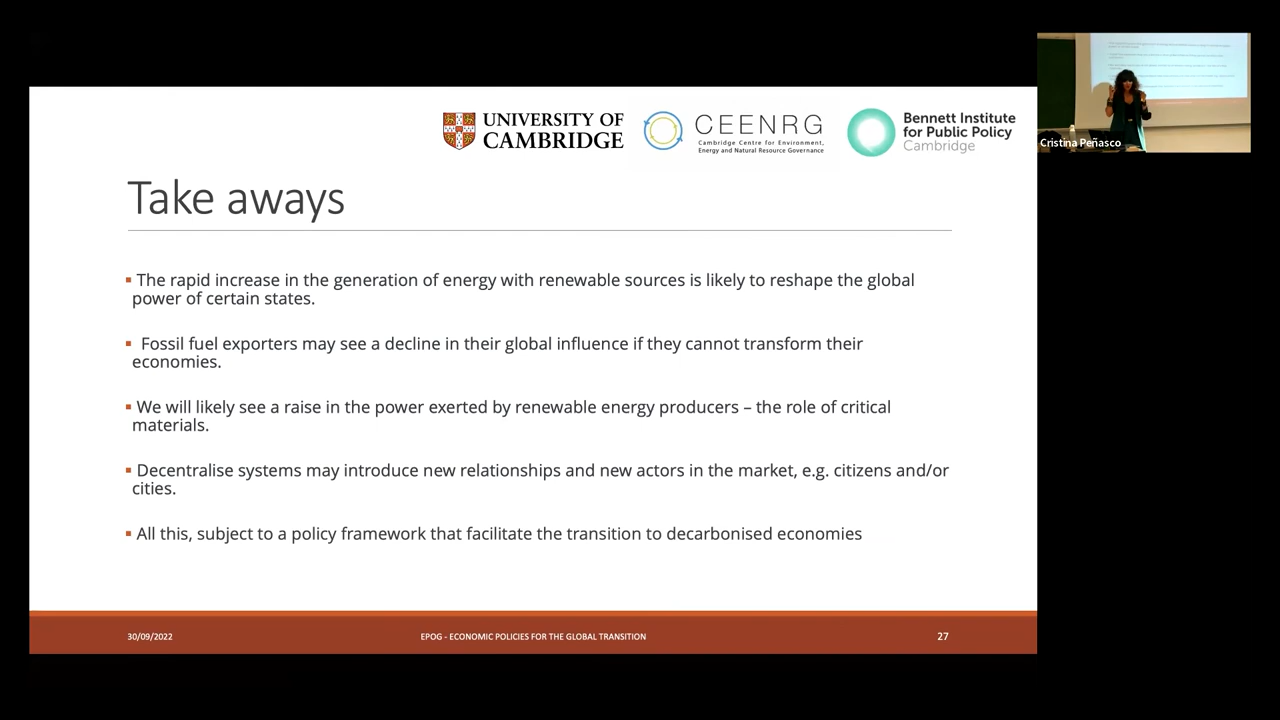 UNIVERSITY OF
CAMBRIDGE
CEENRG
Cambridge Centre for Environment,
Energy and Natural Resource Governance
Bennett Institute
for Public Policy
Cambridge
Cristina Peñasco
Take aways
▪ The rapid increase in the generation of energy with renewable sources is likely to reshape the global
power of certain states.
▪ Fossil fuel exporters may see a decline in their global influence if they cannot transform their
economies.
▪ We will likely see a raise in the power exerted by renewable energy producers – the role of critical
materials.
▪ Decentralise systems may introduce new relationships and new actors in the market, e.g. citizens and/or
cities.
▪ All this, subject to a policy framework that facilitate the transition to decarbonised economies
30/09/2022
EPOG - ECONOMIC POLICIES FOR THE GLOBAL TRANSITION
27